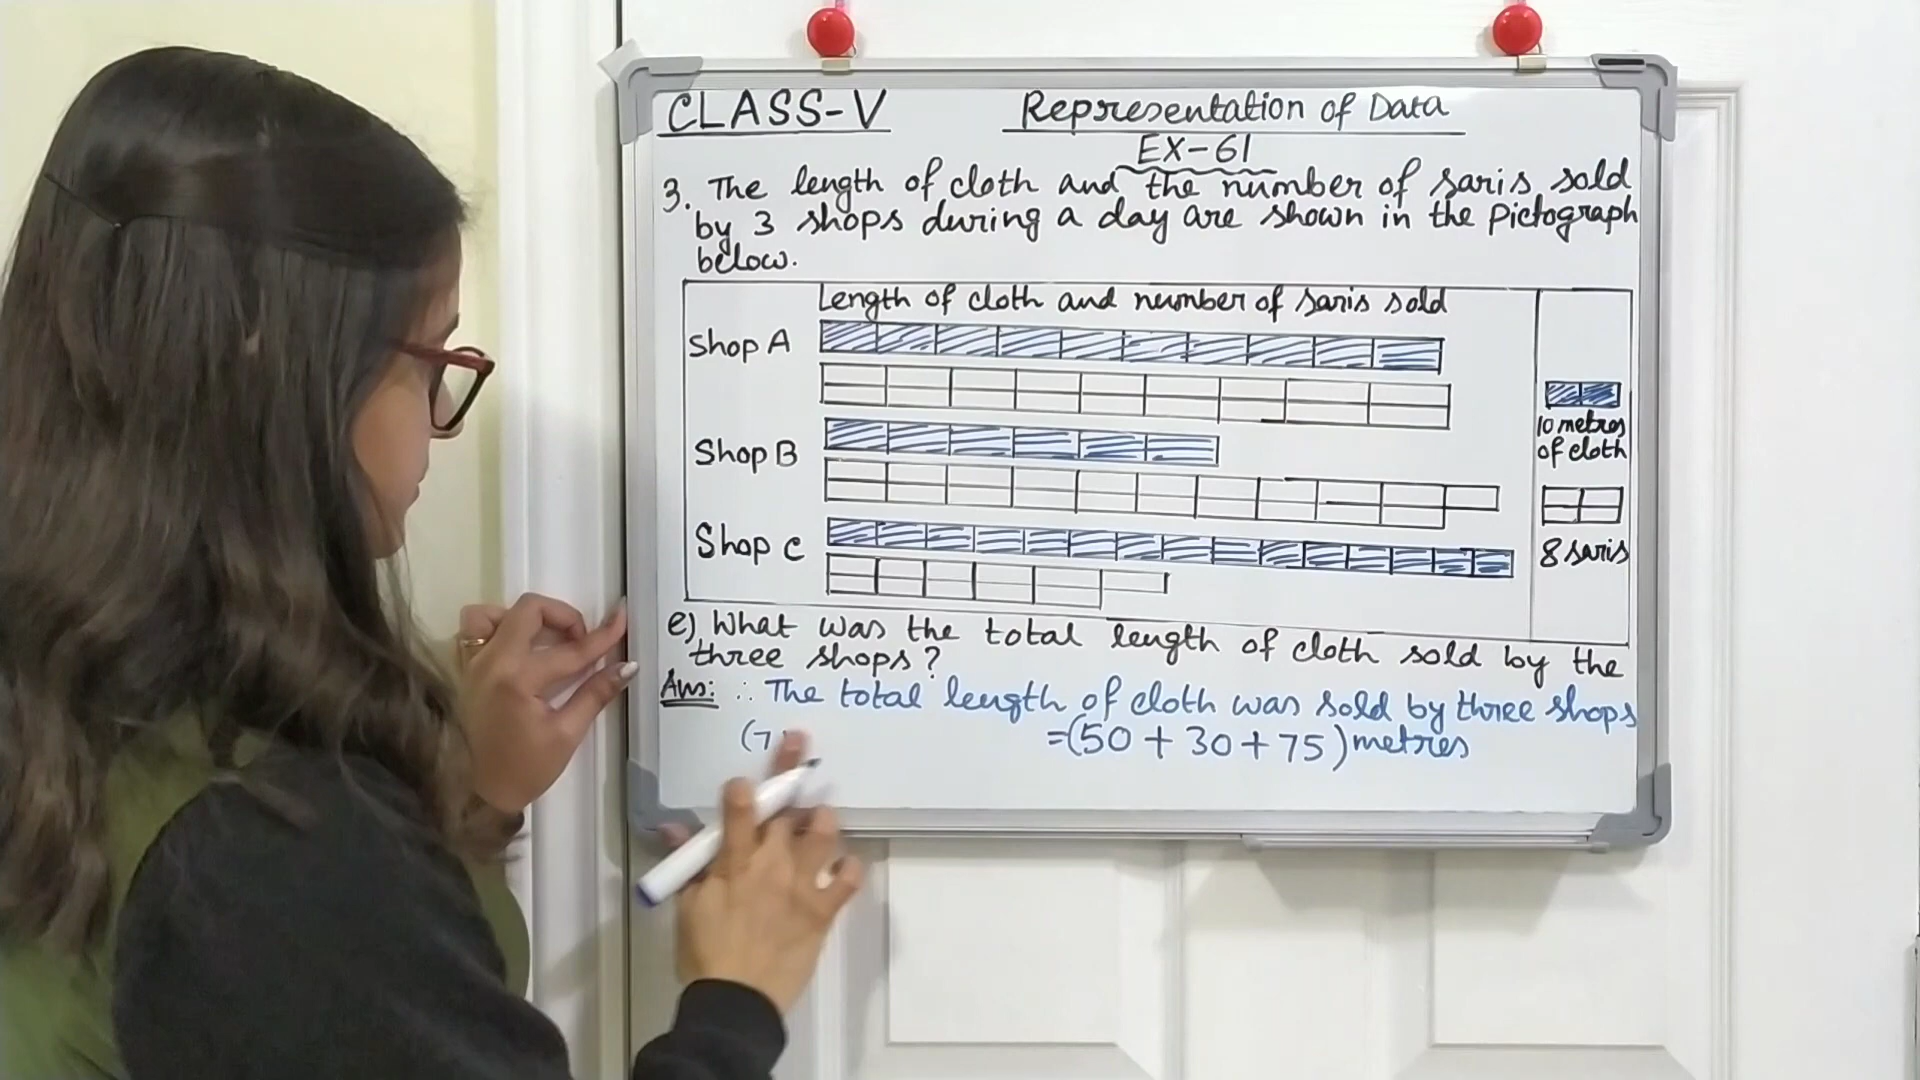 CLASS-V Representation of Data
EX-61
3. The length of cloth and the number of saris sold
by 3 shops during a day are shown in the pictograph
below.
Length of cloth and number of saris sold
Shop A
Shop B
Shop C
10 metres
of cloth
8 saris
e) What was the total length of cloth sold by the
three shops?
Ans: ∴ The total length of cloth was sold by three shops
=(50 + 30 + 75) metres